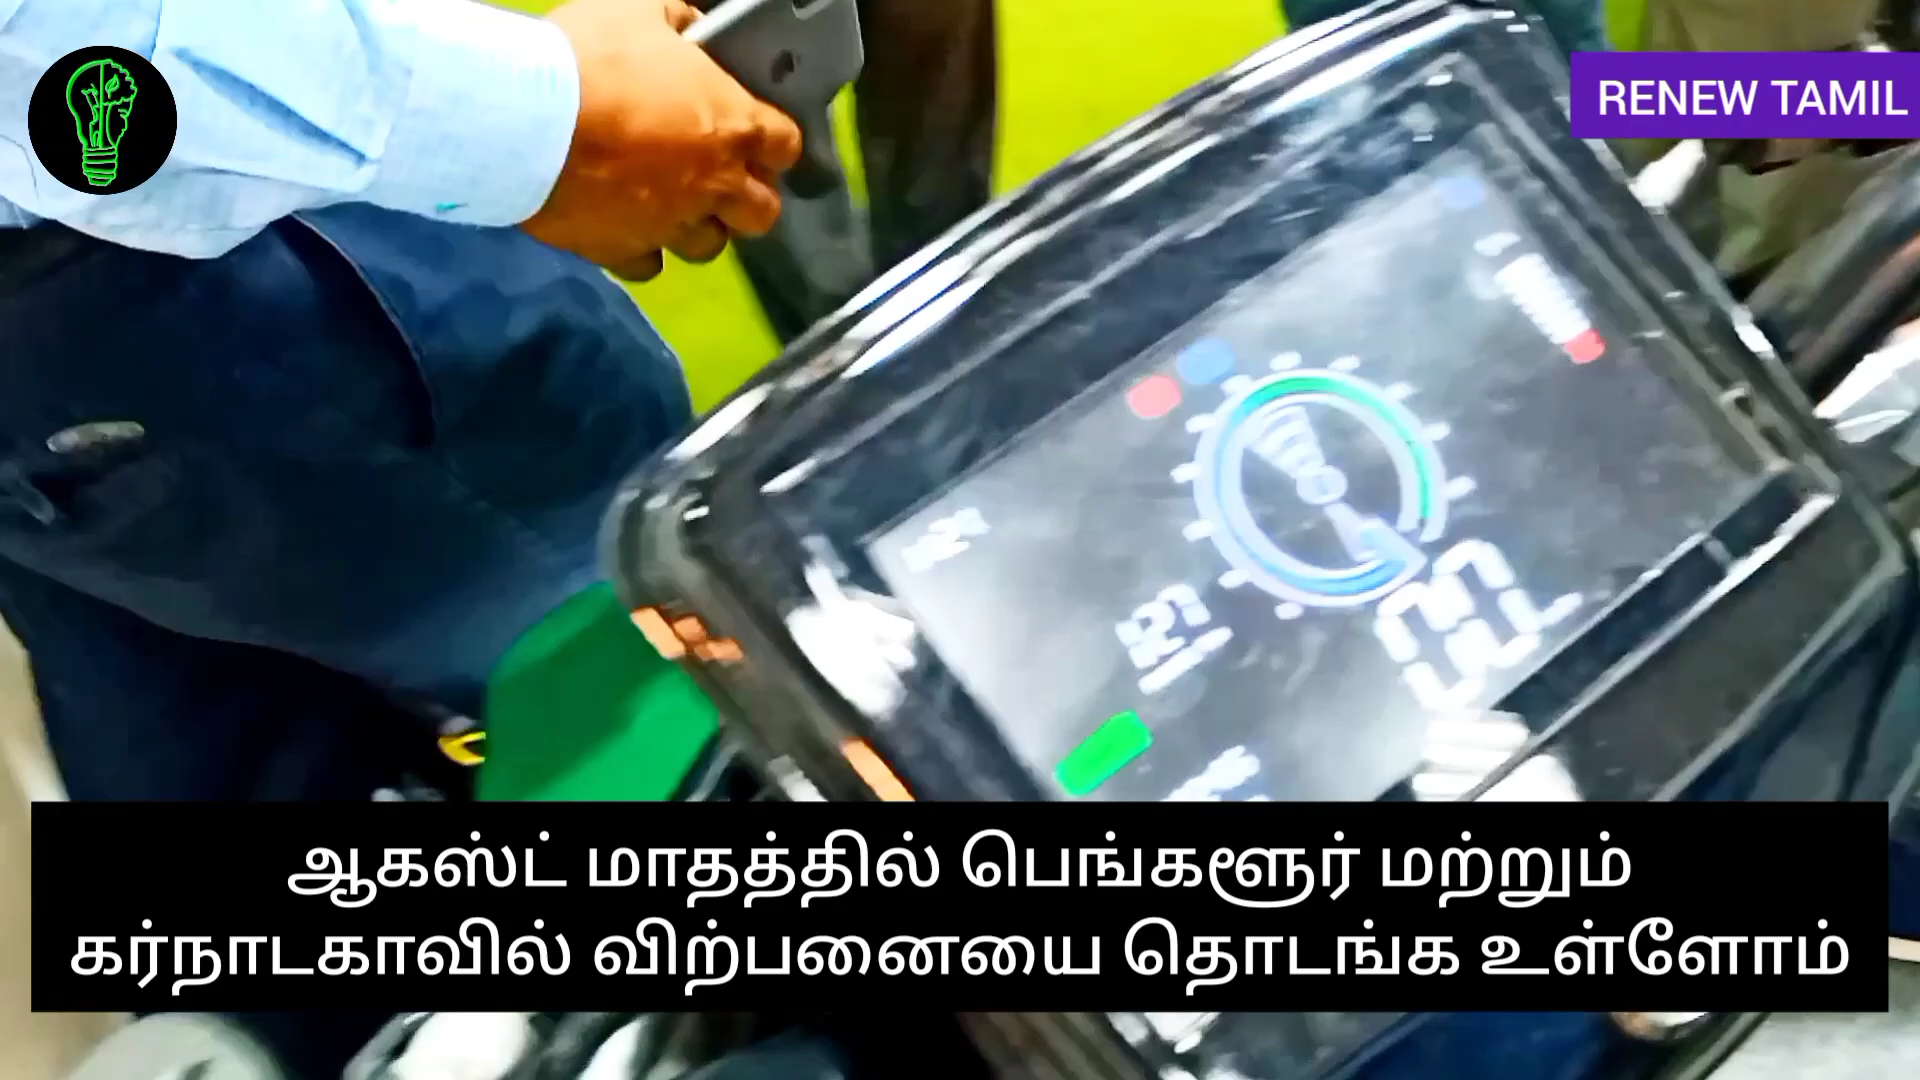 RENEW TAMIL
ஆகஸ்ட் மாதத்தில் பெங்களூர் மற்றும்
கர்நாடகாவில் விற்பனையை தொடங்க உள்ளோம்